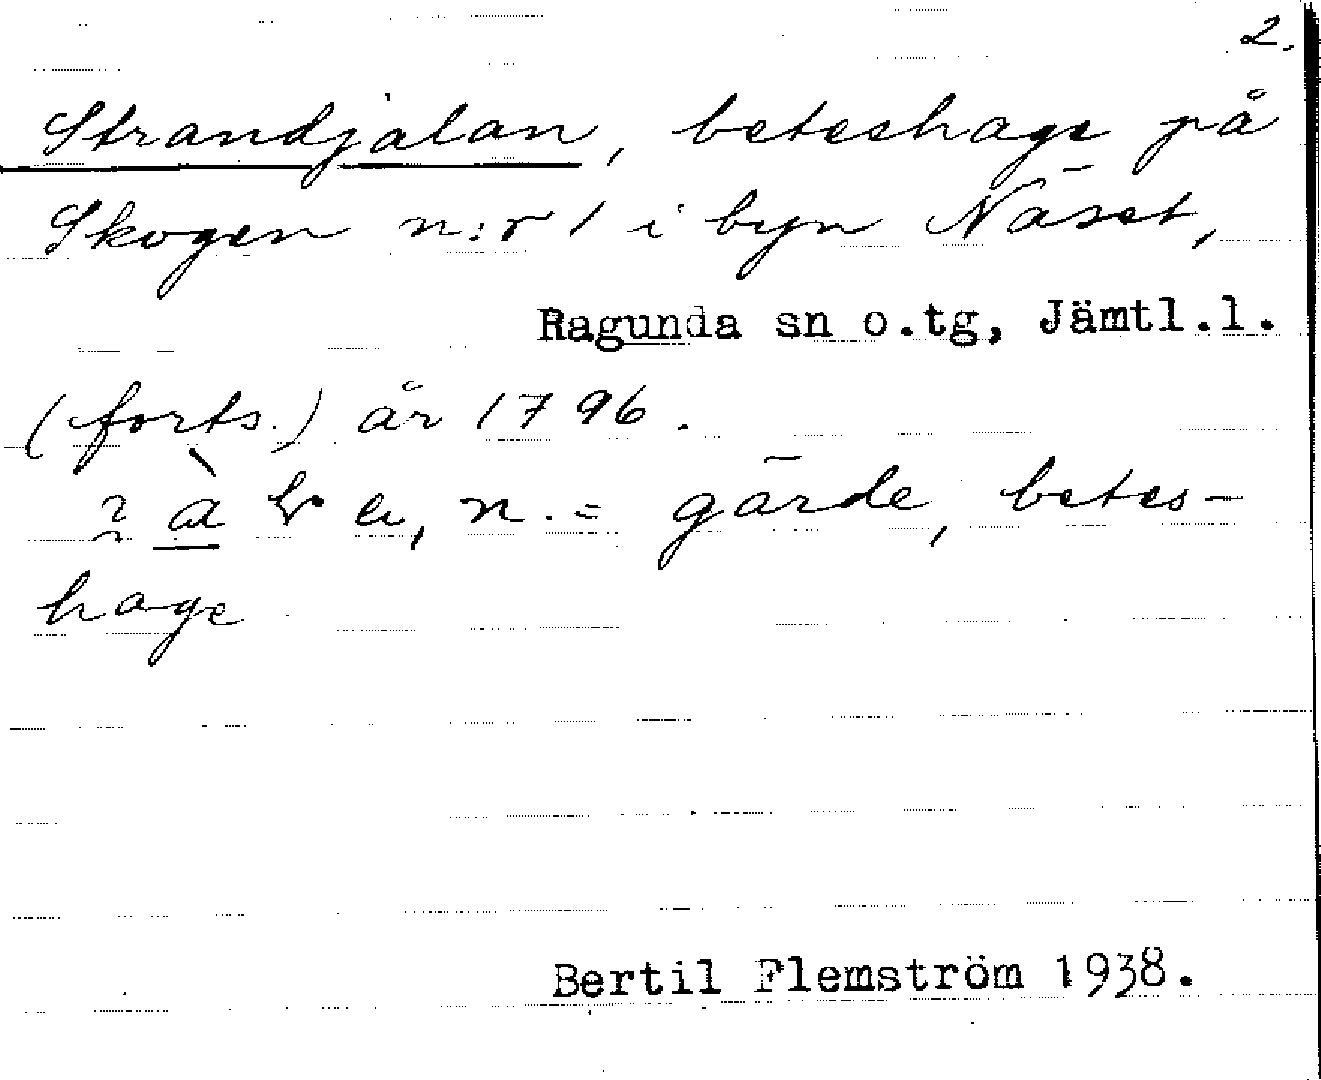 2.
Strandjalan, beteshage på
Skogen n:r 1 i byn Näset,
Ragunda sn o.tg, Jämtl.l.
(forts.) år 1796.
n. = gärde, betes-
hage
Bertil Flemström 1938.